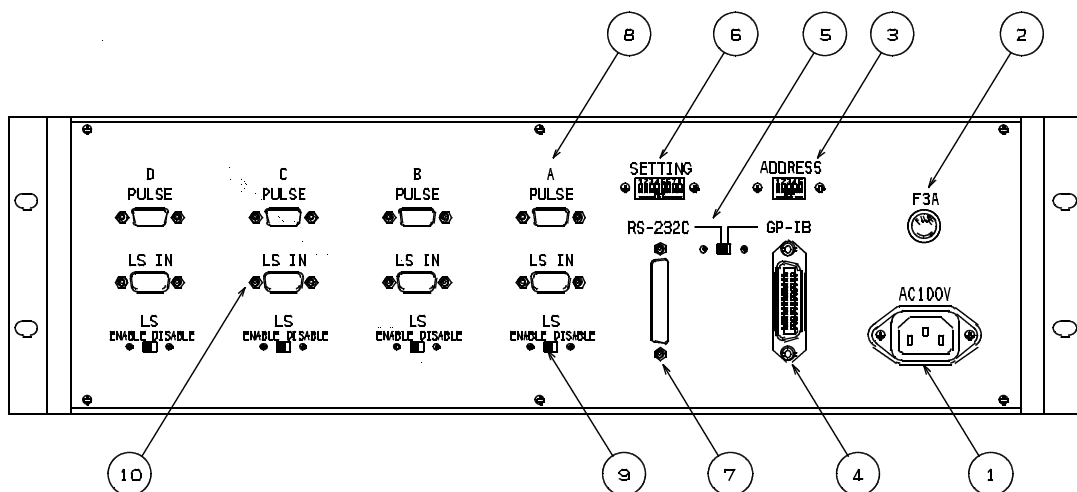 8 6 5 3 2
D C B A SETTING ADDRESS
PULSE PULSE PULSE PULSE F3A
RS-232C GP-IB
LS IN LS IN LS IN LS IN
AC100V
LS LS LS LS
ENABLE DISABLE ENABLE DISABLE ENABLE DISABLE ENABLE DISABLE
10 9 7 4 1